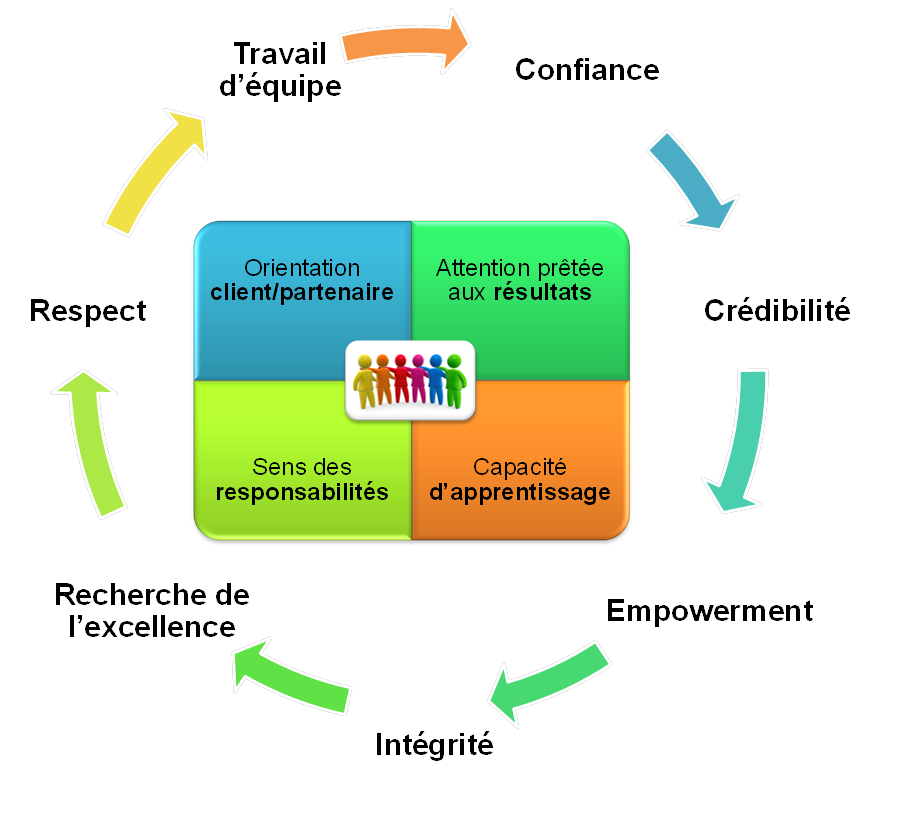 Travail
d’équipe
Confiance
Crédibilité
Empowerment
Intégrité
Recherche de
l’excellence
Respect
Orientation
client/partenaire
Attention prêtée
aux résultats
Sens des
responsabilités
Capacité
d’apprentissage